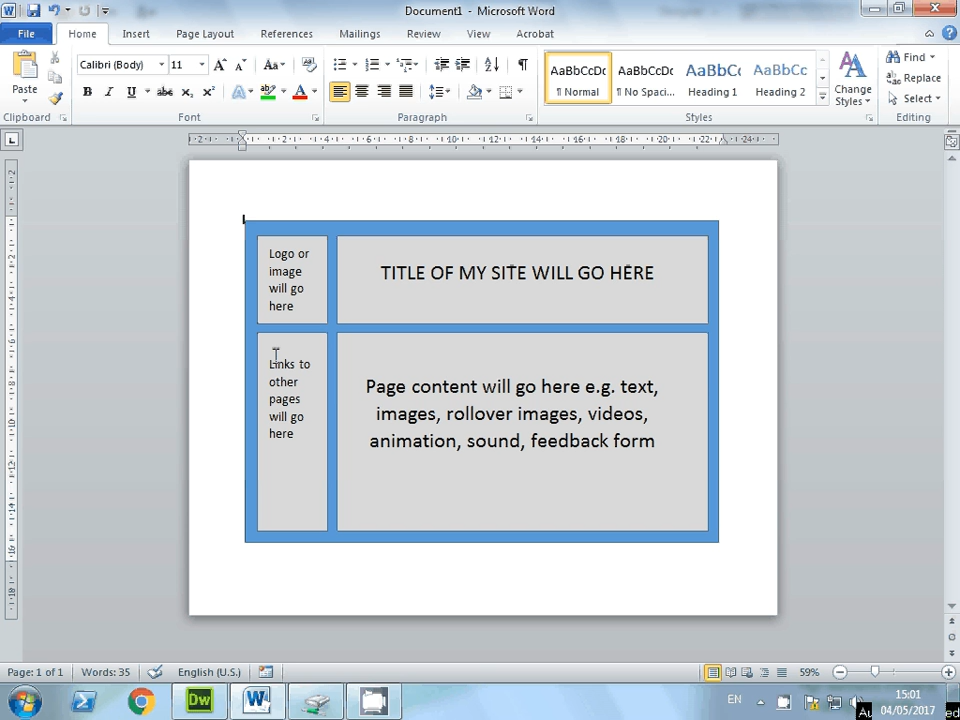 Document1 - Microsoft Word
File Home Insert Page Layout References Mailings Review View Acrobat
Paste
Calibri (Body) 11
AaBbCcDc AaBbCcDc AaBbCc AaBbCc
¶ Normal ¶ No Spaci... Heading 1 Heading 2
Change
Styles
Find
Replace
Select
Clipboard Font Paragraph Styles Editing
Logo or
image
will go
here
TITLE OF MY SITE WILL GO HERE
Links to
other
pages
will go
here
Page content will go here e.g. text,
images, rollover images, videos,
animation, sound, feedback form
Page: 1 of 1 Words: 35 English (U.S.) 59%
Dw
EN
15:01
04/05/2017